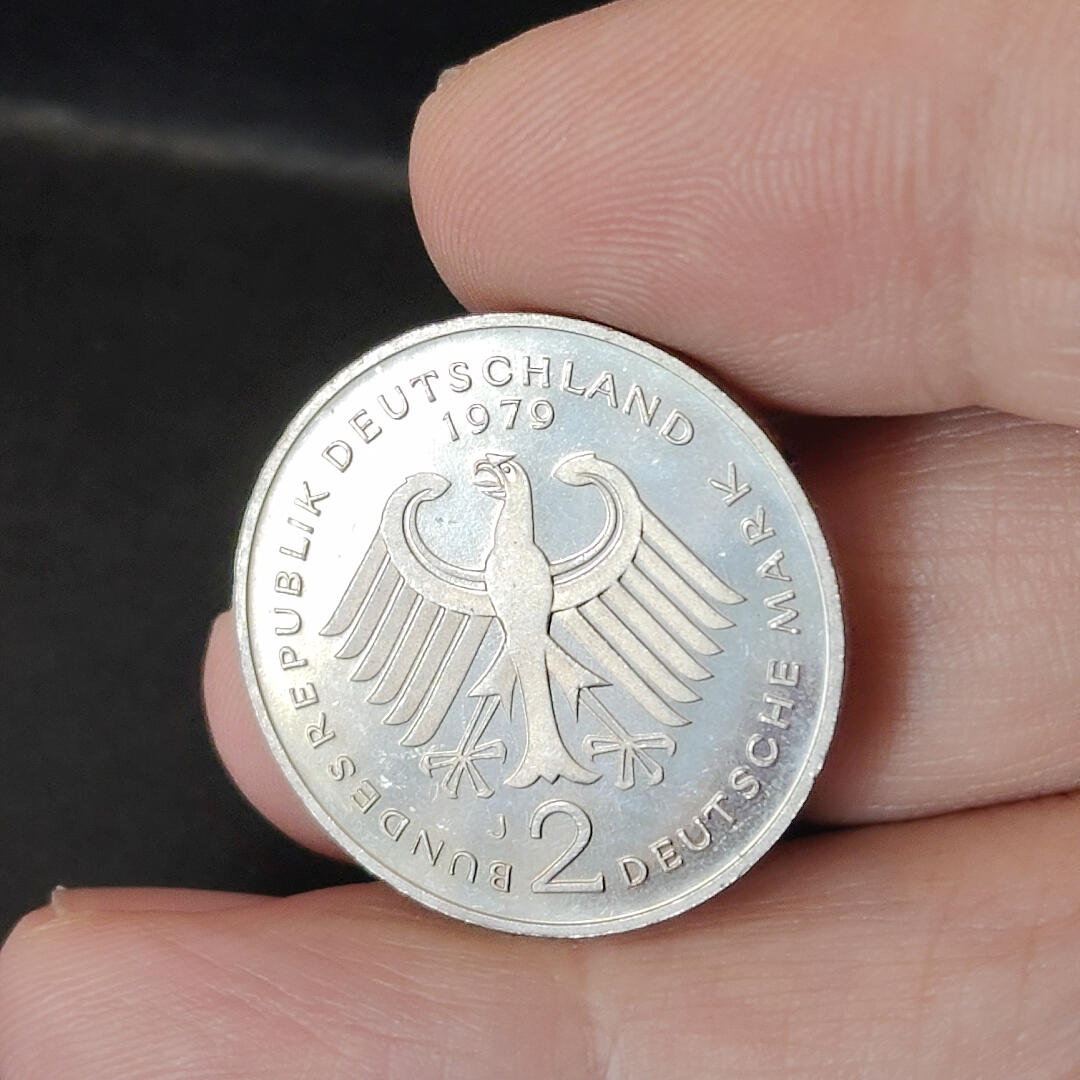 BUNDESREPUBLIK DEUTSCHLAND
1979
J
2
DEUTSCHE MARK